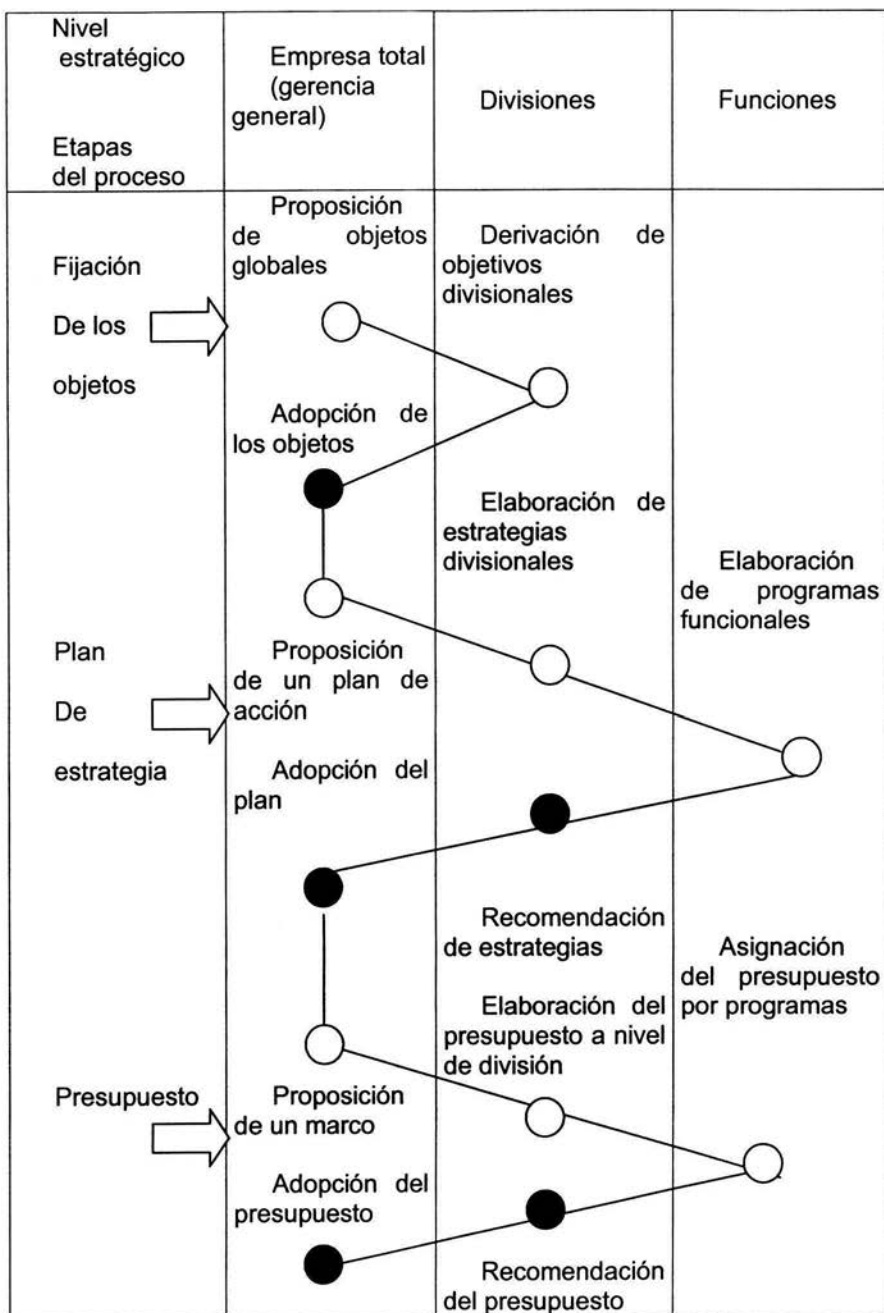 Nivel
estratégico
Etapas
del proceso
Empresa total
(gerencia
general)
Divisiones
Funciones
Fijación
De los
objetos
Proposición
de objetos
globales
Derivación de
objetivos
divisionales
Adopción de
los objetos
Elaboración de
estrategias
divisionales
Elaboración
de programas
funcionales
Plan
De
estrategia
Proposición
de un plan de
acción
Adopción del
plan
Recomendación
de estrategias
Asignación
del presupuesto
por programas
Elaboración del
presupuesto a nivel
de división
Presupuesto
Proposición
de un marco
Adopción del
presupuesto
Recomendación
del presupuesto